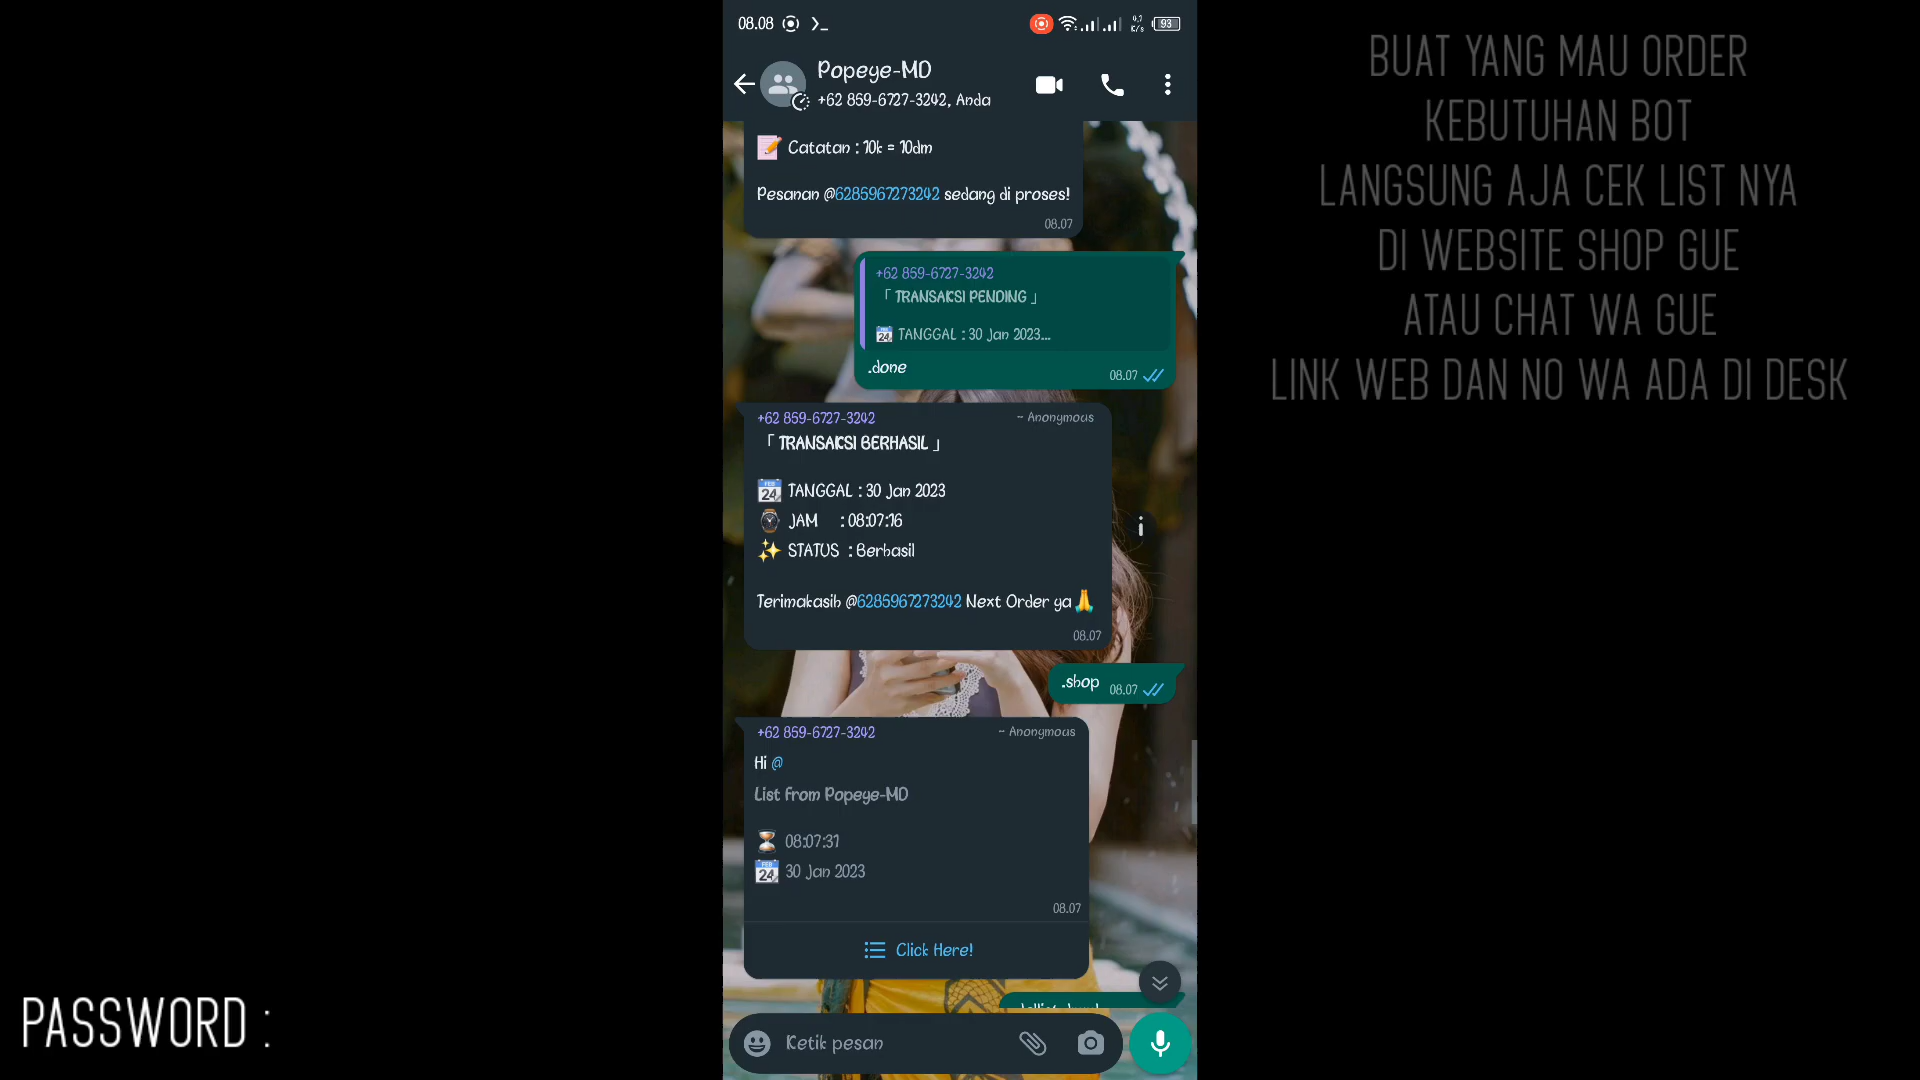 08.08
0,7
K/s
93
Popeye-MD
+62 859-6727-3242, Anda
Catatan : 10k = 10dm
Pesanan @6285967273242 sedang di proses!
08.07
+62 859-6727-3242
「 TRANSAKSI PENDING 」
TANGGAL : 30 Jan 2023...
.done
08.07
+62 859-6727-3242
~ Anonymous
「 TRANSAKSI BERHASIL 」
TANGGAL : 30 Jan 2023
JAM : 08:07:16
STATUS : Berhasil
Terimakasih @6285967273242 Next Order ya🙏
08.07
.shop
08.07
+62 859-6727-3242
~ Anonymous
Hi @
List From Popeye-MD
08:07:31
30 Jan 2023
08.07
Click Here!
Ketik pesan
BUAT YANG MAU ORDER
KEBUTUHAN BOT
LANGSUNG AJA CEK LIST NYA
DI WEBSITE SHOP GUE
ATAU CHAT WA GUE
LINK WEB DAN NO WA ADA DI DESK
PASSWORD :